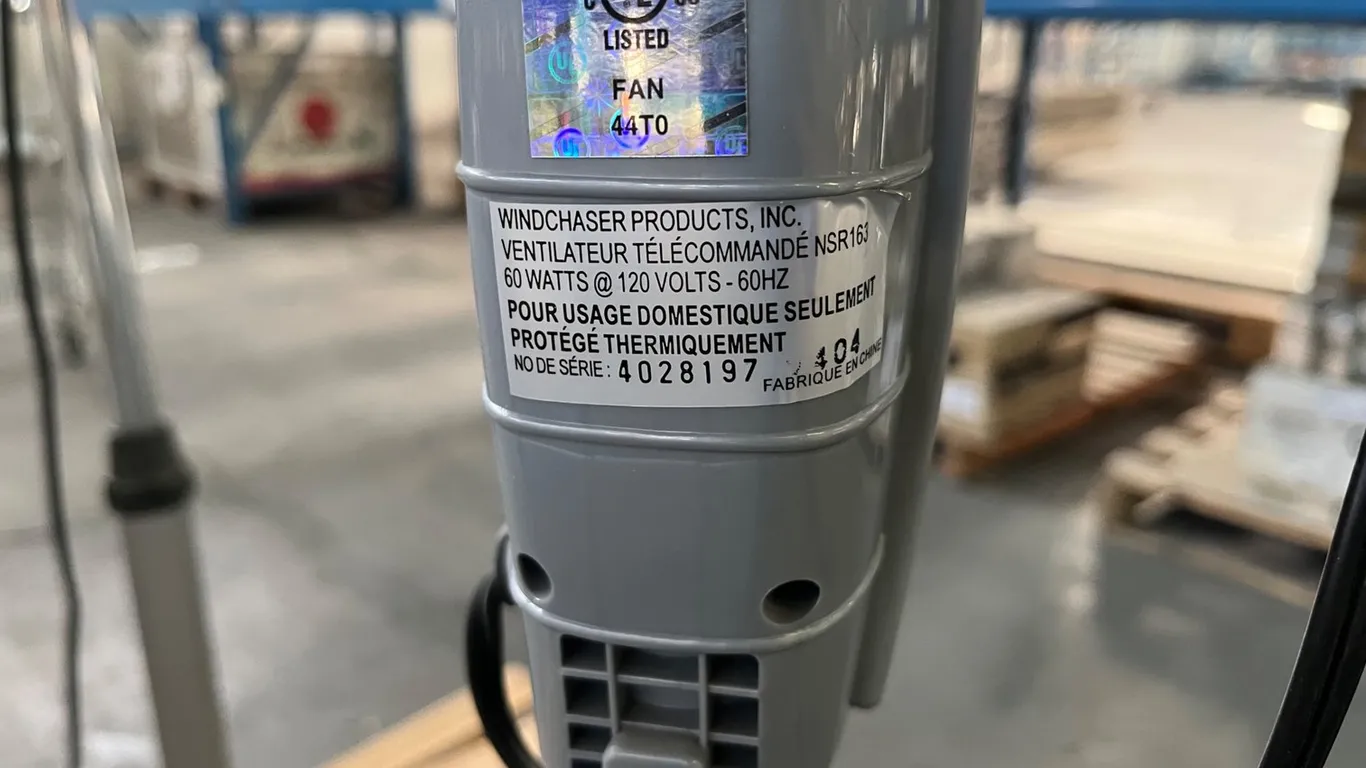 LISTED
FAN
44T0
WINDCHASER PRODUCTS, INC.
VENTILATEUR TÉLÉCOMMANDÉ NSR163
60 WATTS @ 120 VOLTS - 60HZ
POUR USAGE DOMESTIQUE SEULEMENT
PROTÉGÉ THERMIQUEMENT
NO DE SÉRIE : 4028197
404
FABRIQUE EN CHINE